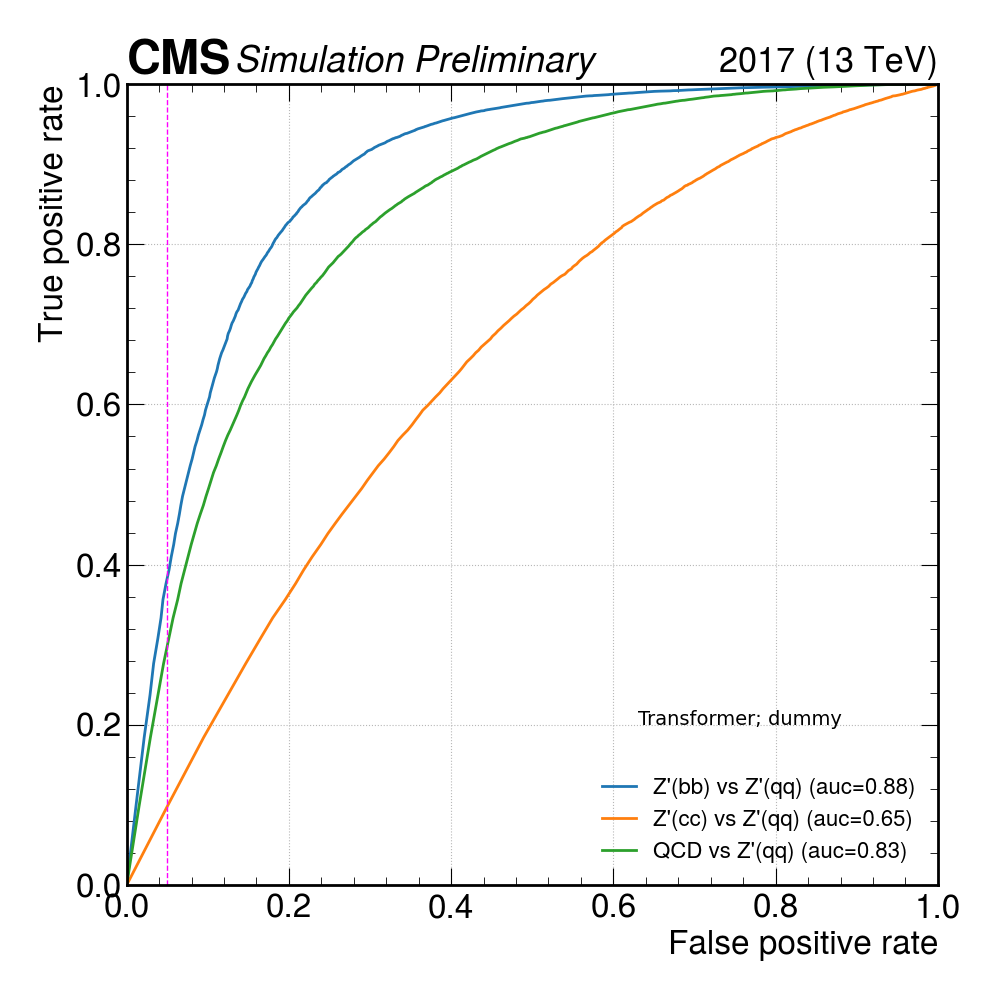 CMS Simulation Preliminary 2017 (13 TeV)
True positive rate
1.0
0.8
0.6
0.4
0.2
0.0
Transformer; dummy
Z'(bb) vs Z'(qq) (auc=0.88)
Z'(cc) vs Z'(qq) (auc=0.65)
QCD vs Z'(qq) (auc=0.83)
0.0 0.2 0.4 0.6 0.8 1.0
False positive rate